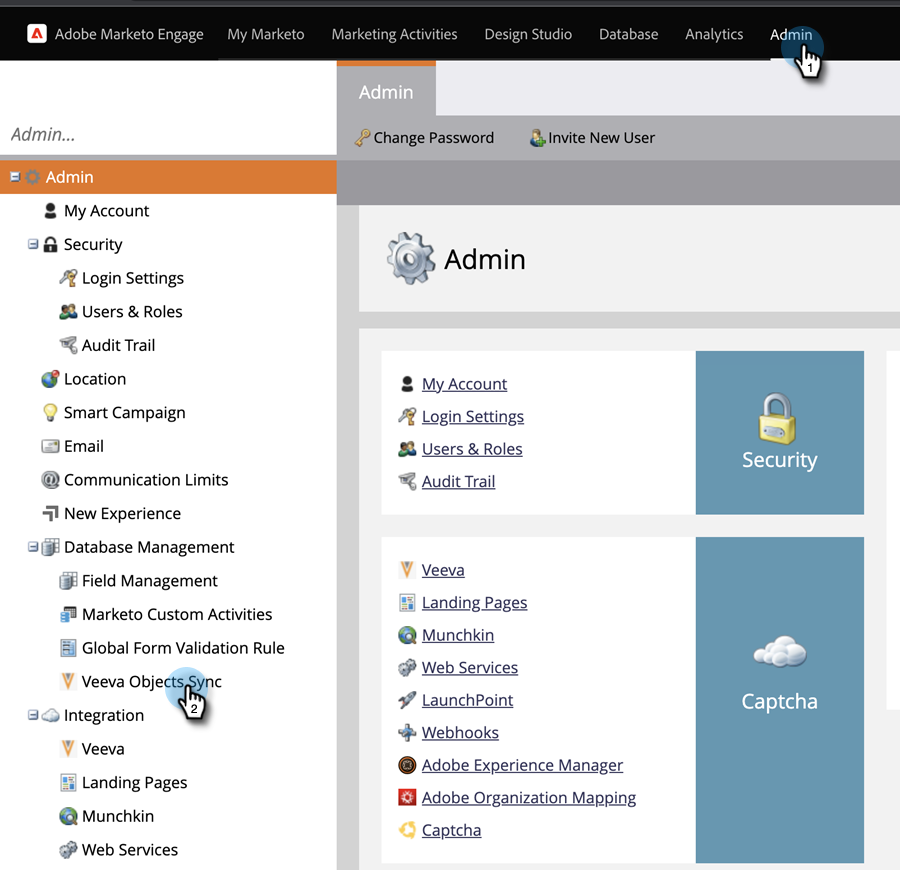 Adobe Marketo Engage My Marketo Marketing Activities Design Studio Database Analytics Admin
1
Admin
Admin...
Change Password Invite New User
Admin
My Account
Security
Login Settings
Users & Roles
Audit Trail
Location
Smart Campaign
Email
Communication Limits
New Experience
Database Management
Field Management
Marketo Custom Activities
Global Form Validation Rule
Veeva Objects Sync
2
Integration
Veeva
Landing Pages
Munchkin
Web Services
Admin
My Account
Login Settings
Users & Roles
Audit Trail
Security
Veeva
Landing Pages
Munchkin
Web Services
LaunchPoint
Webhooks
Adobe Experience Manager
Adobe Organization Mapping
Captcha
Captcha